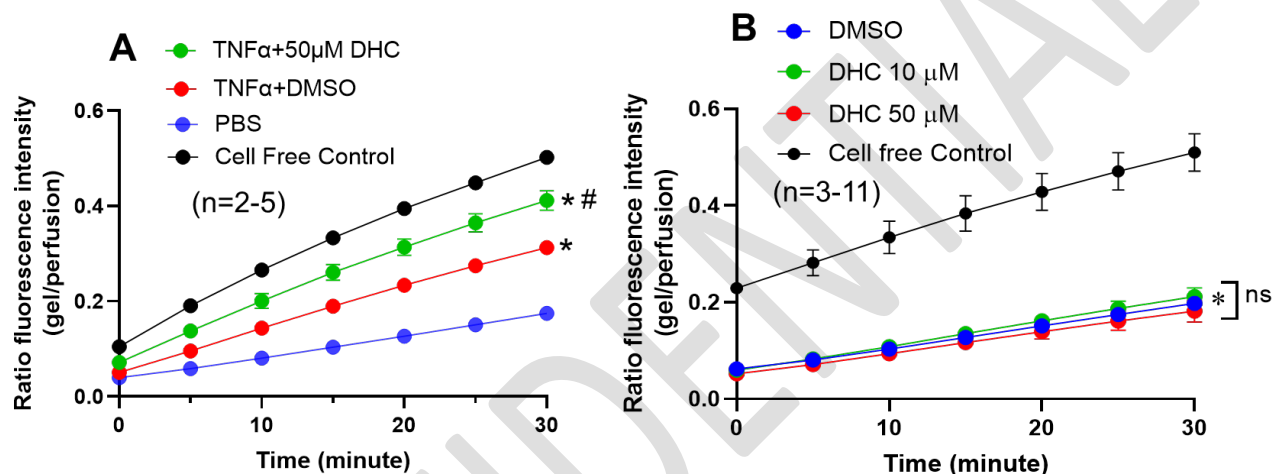 A
TNFα+50µM DHC
TNFα+DMSO
PBS
Cell Free Control
(n=2-5)
Ratio fluorescence intensity
(gel/perfusion)
0.6
0.4
0.2
0.0
* #
*
0 10 20 30
Time (minute)
B
DMSO
DHC 10 µM
DHC 50 µM
Cell free Control
(n=3-11)
Ratio fluorescence intensity
(gel/perfusion)
0.6
0.4
0.2
0.0
* ns
0 10 20 30
Time (minute)
IDENTIAL